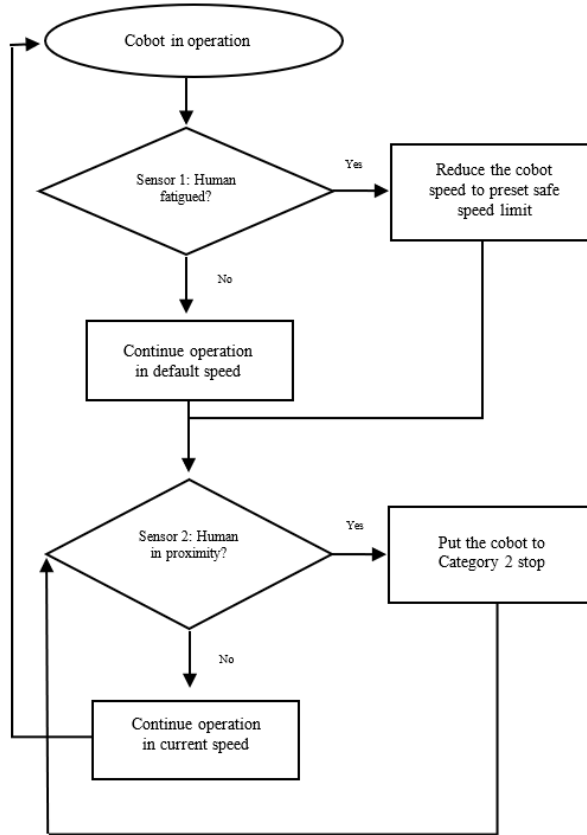 Cobot in operation
Sensor 1: Human
fatigued?
Yes
Reduce the cobot
speed to preset safe
speed limit
No
Continue operation
in default speed
Sensor 2: Human
in proximity?
Yes
Put the cobot to
Category 2 stop
No
Continue operation
in current speed